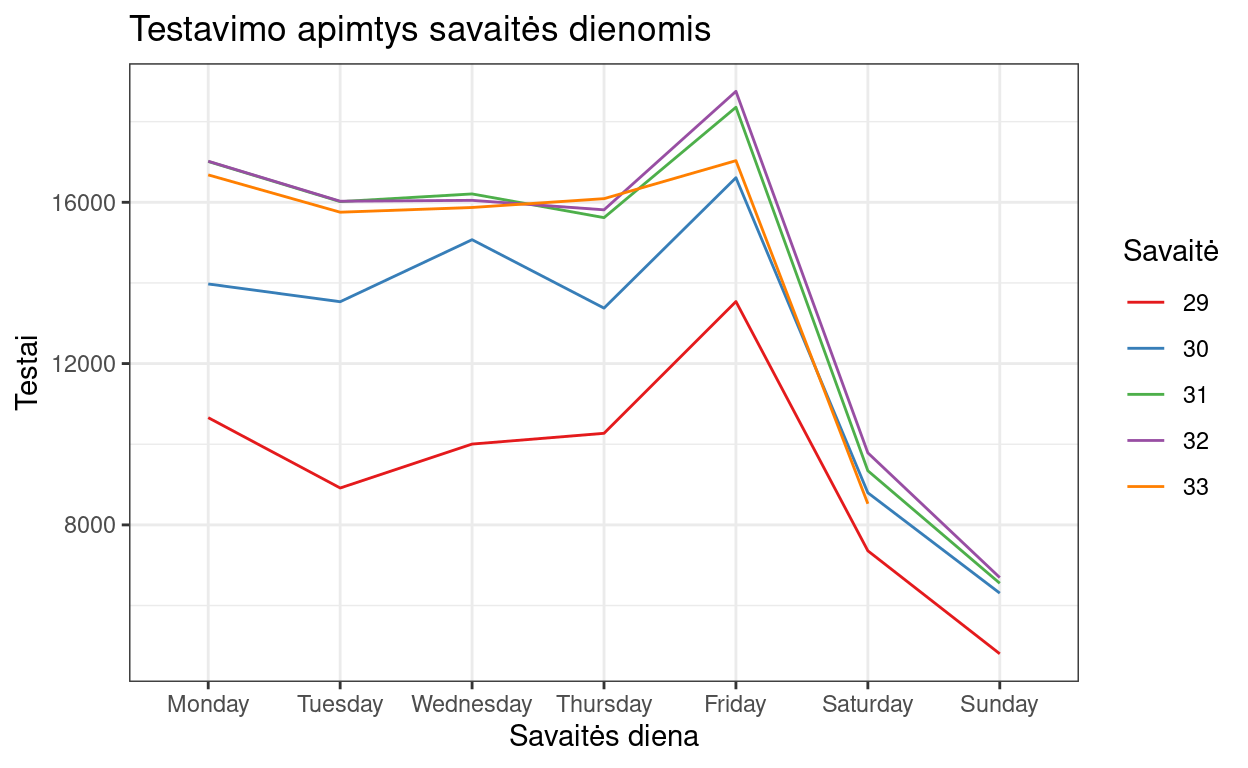 Testavimo apimtys savaitės dienomis
Testai
16000
12000
8000
Monday Tuesday Wednesday Thursday Friday Saturday Sunday
Savaitės diena
Savaitė
29
30
31
32
33